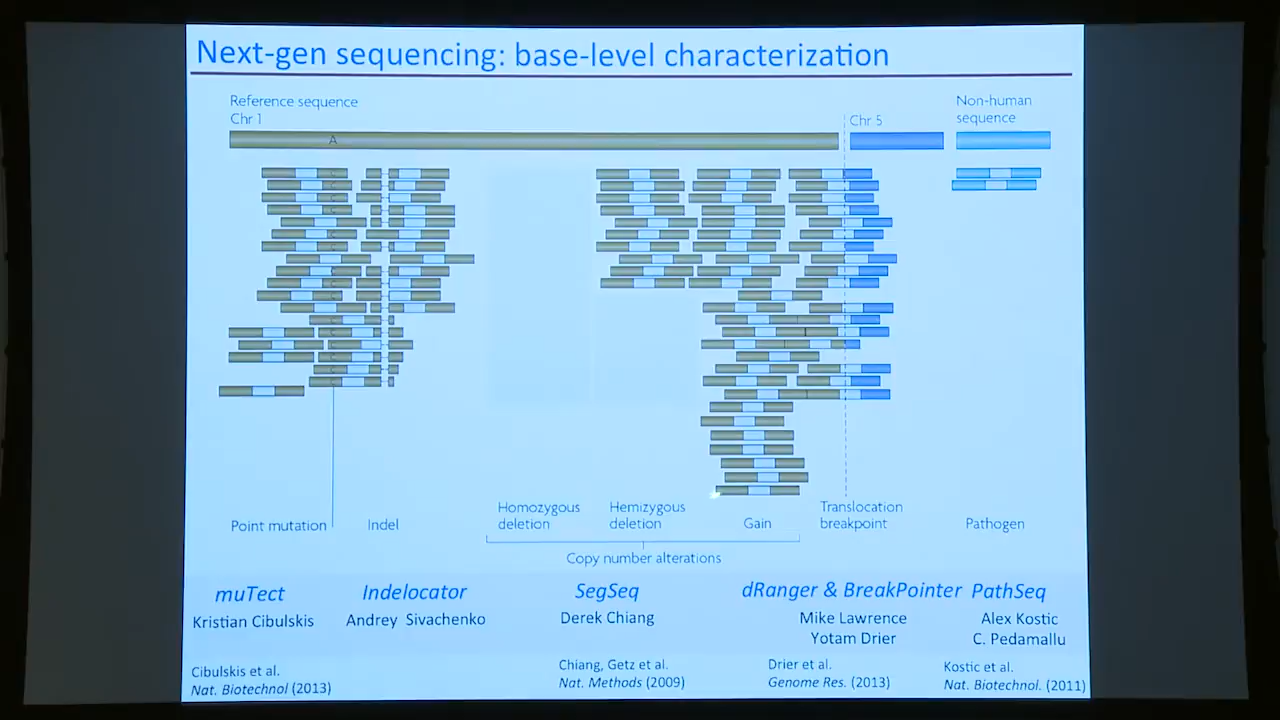 Next-gen sequencing: base-level characterization
Reference sequence
Chr 1
A
Chr 5
Non-human
sequence
Point mutation
Indel
Homozygous
deletion
Hemizygous
deletion
Gain
Translocation
breakpoint
Pathogen
Copy number alterations
muTect
Kristian Cibulskis
Indelocator
Andrey Sivachenko
SegSeq
Derek Chiang
dRanger & BreakPointer
Mike Lawrence
Yotam Drier
PathSeq
Alex Kostic
C. Pedamallu
Cibulskis et al.
Nat. Biotechnol (2013)
Chiang, Getz et al.
Nat. Methods (2009)
Drier et al.
Genome Res. (2013)
Kostic et al.
Nat. Biotechnol. (2011)